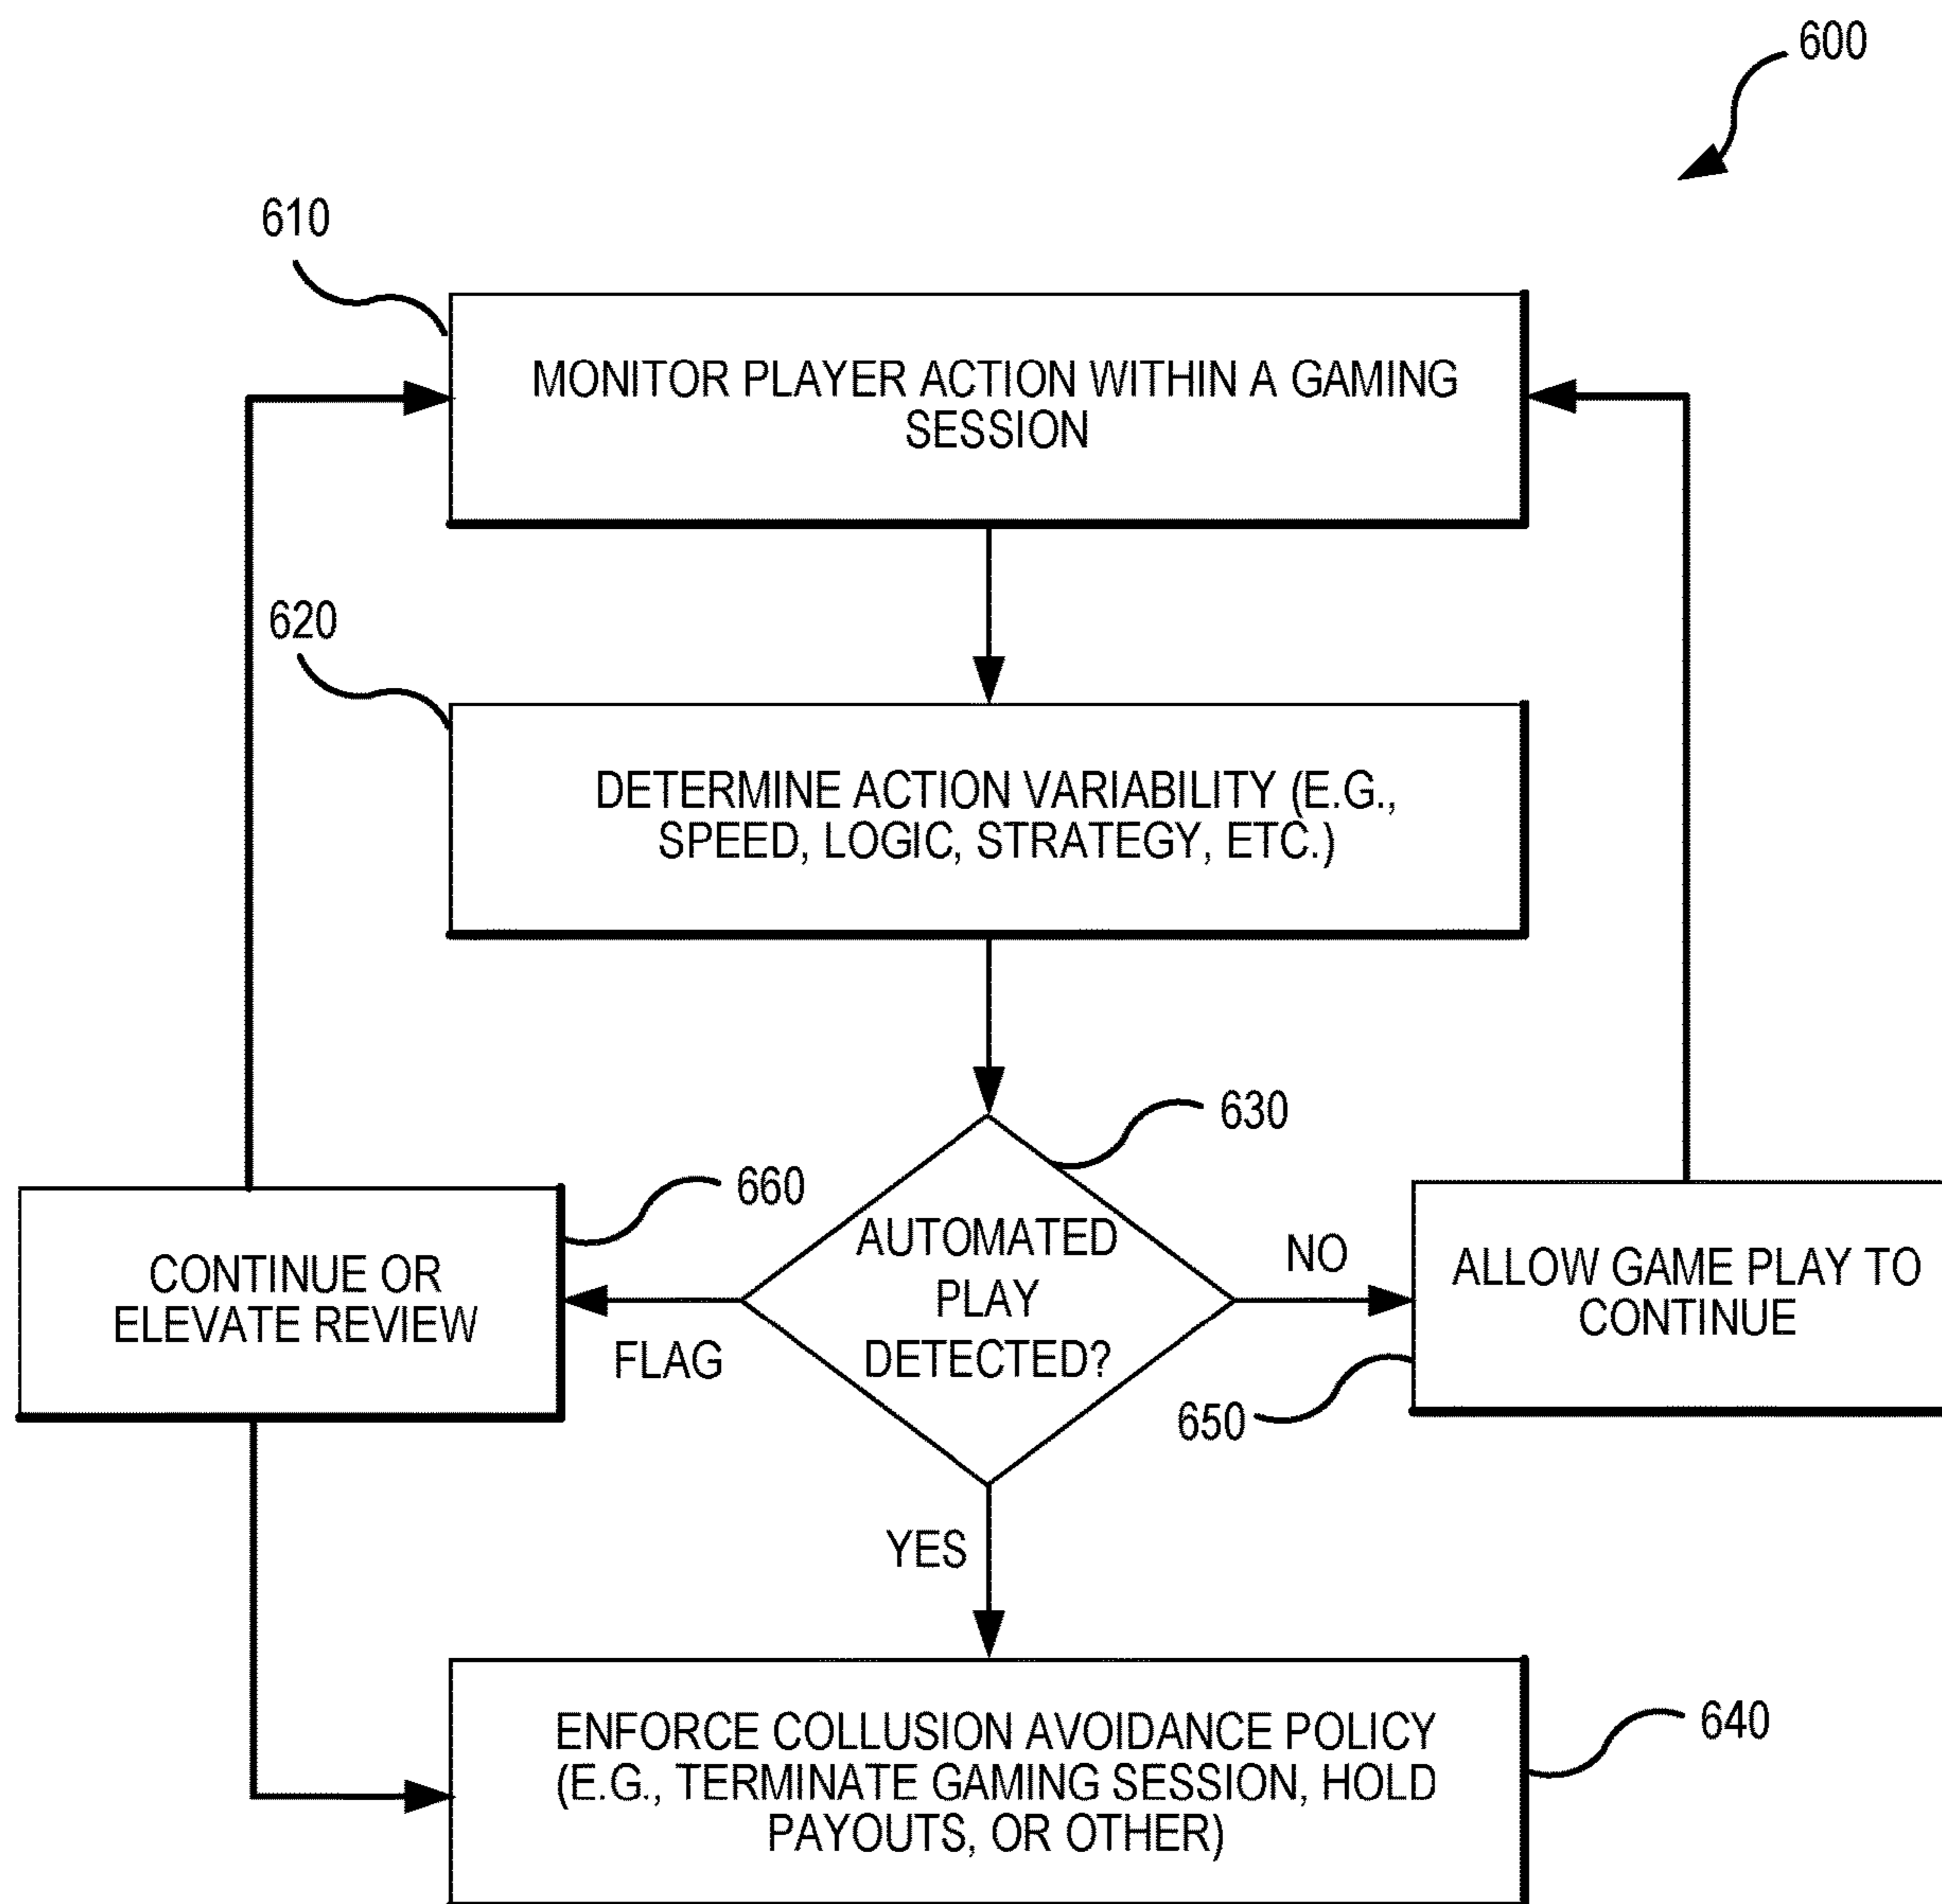 600
610
MONITOR PLAYER ACTION WITHIN A GAMING
SESSION
620
DETERMINE ACTION VARIABILITY (E.G.,
SPEED, LOGIC, STRATEGY, ETC.)
630
660
AUTOMATED
PLAY
DETECTED?
CONTINUE OR
ELEVATE REVIEW
FLAG
NO
ALLOW GAME PLAY TO
CONTINUE
650
YES
ENFORCE COLLUSION AVOIDANCE POLICY
(E.G., TERMINATE GAMING SESSION, HOLD
PAYOUTS, OR OTHER)
640